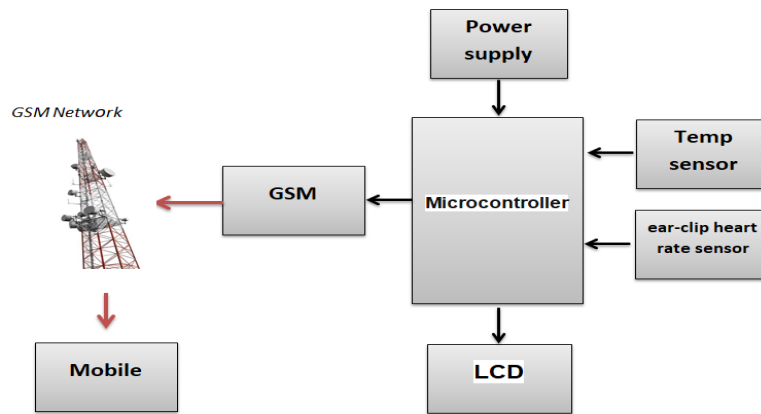 Power
supply
GSM Network
Temp
sensor
GSM
Microcontroller
ear-clip heart
rate sensor
Mobile
LCD